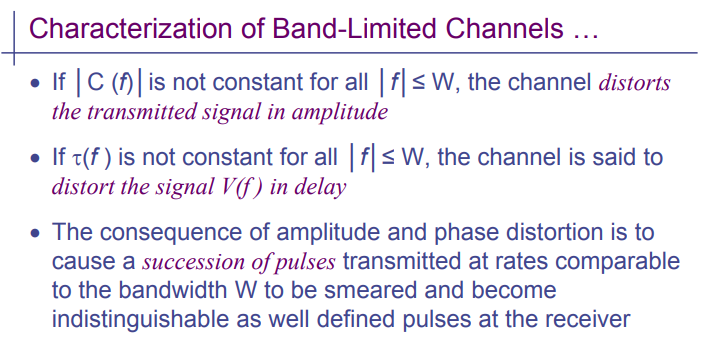 Characterization of Band-Limited Channels …
• If |C (f)| is not constant for all |f| ≤ W, the channel distorts
the transmitted signal in amplitude
• If τ(f ) is not constant for all |f| ≤ W, the channel is said to
distort the signal V(f ) in delay
• The consequence of amplitude and phase distortion is to
cause a succession of pulses transmitted at rates comparable
to the bandwidth W to be smeared and become
indistinguishable as well defined pulses at the receiver